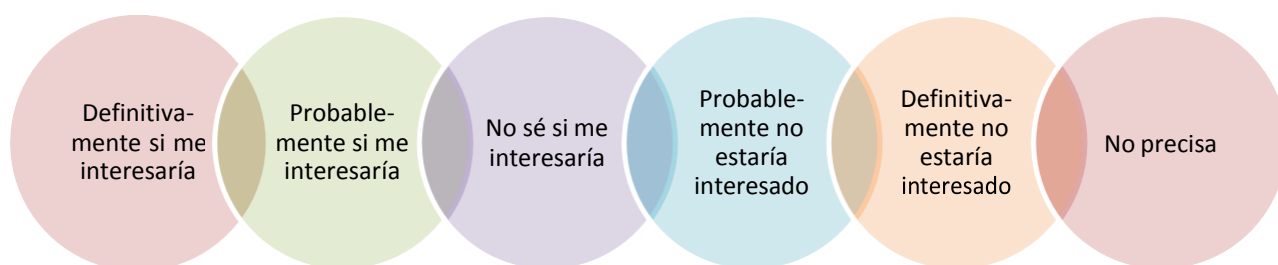 Definitiva-
mente si me
interesaría
Probable-
mente si me
interesaría
No sé si me
interesaría
Probable-
mente no
estaría
interesado
Definitiva-
mente no
estaría
interesado
No precisa